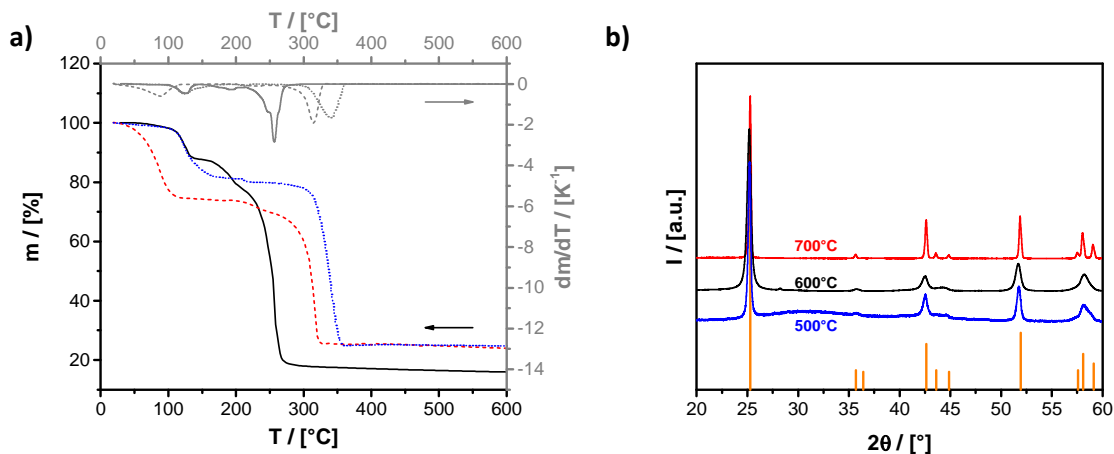 a)
T / [°C]
0 100 200 300 400 500 600
120
100
80
60
40
20
m / [%]
0
-2
-4
-6
-8
-10
-12
-14
dm/dT / [K⁻¹]
0 100 200 300 400 500 600
T / [°C]
b)
I / [a.u.]
700°C
600°C
500°C
20 25 30 35 40 45 50 55 60
2θ / [°]